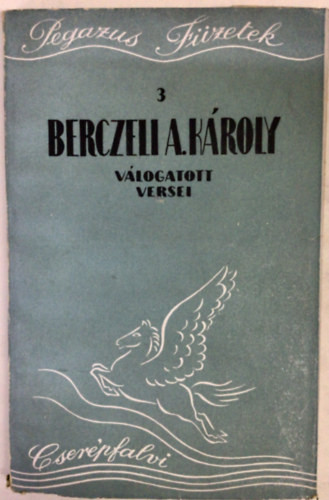 Pegazus Füzetek
3
BERCZELI A. KÁROLY
VÁLOGATOTT
VERSEI
Cserépfalvi